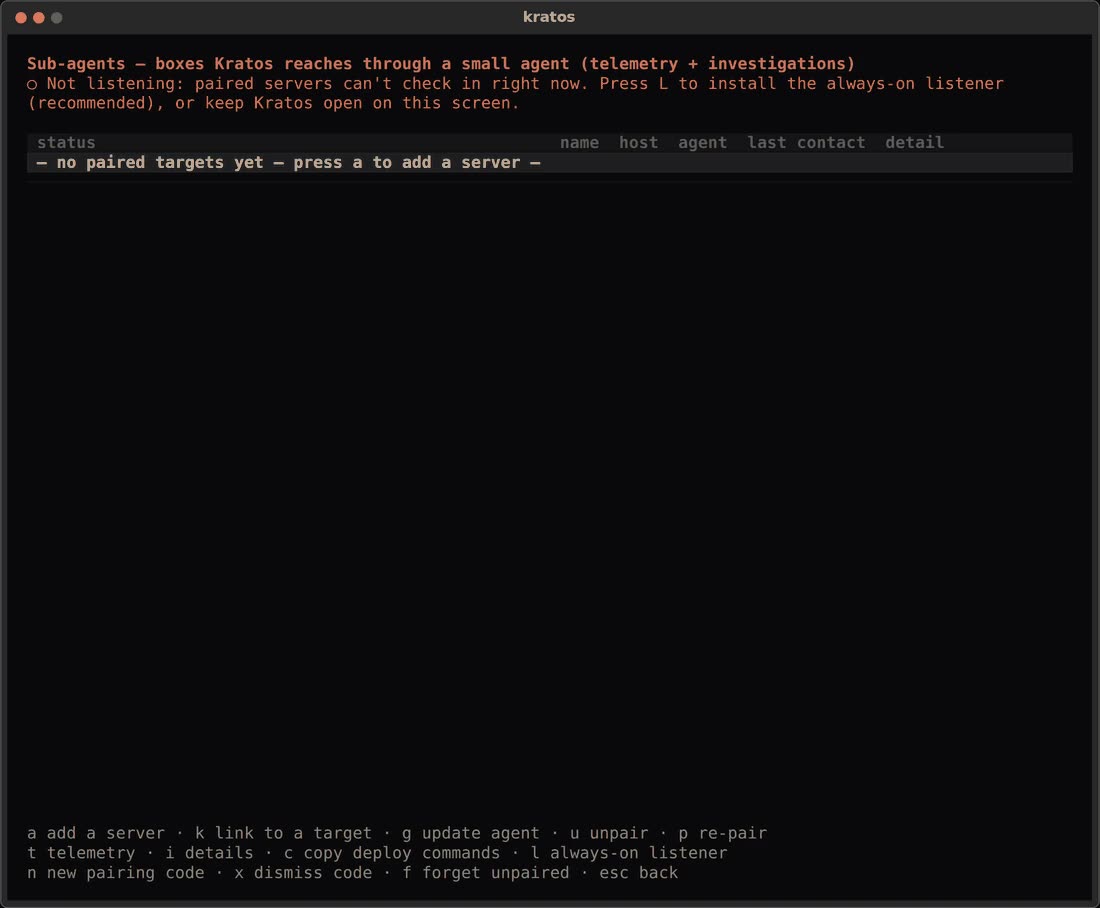 kratos
Sub-agents — boxes Kratos reaches through a small agent (telemetry + investigations)
○ Not listening: paired servers can't check in right now. Press L to install the always-on listener
(recommended), or keep Kratos open on this screen.
status name host agent last contact detail
— no paired targets yet — press a to add a server —
a add a server · k link to a target · g update agent · u unpair · p re-pair
t telemetry · i details · c copy deploy commands · l always-on listener
n new pairing code · x dismiss code · f forget unpaired · esc back